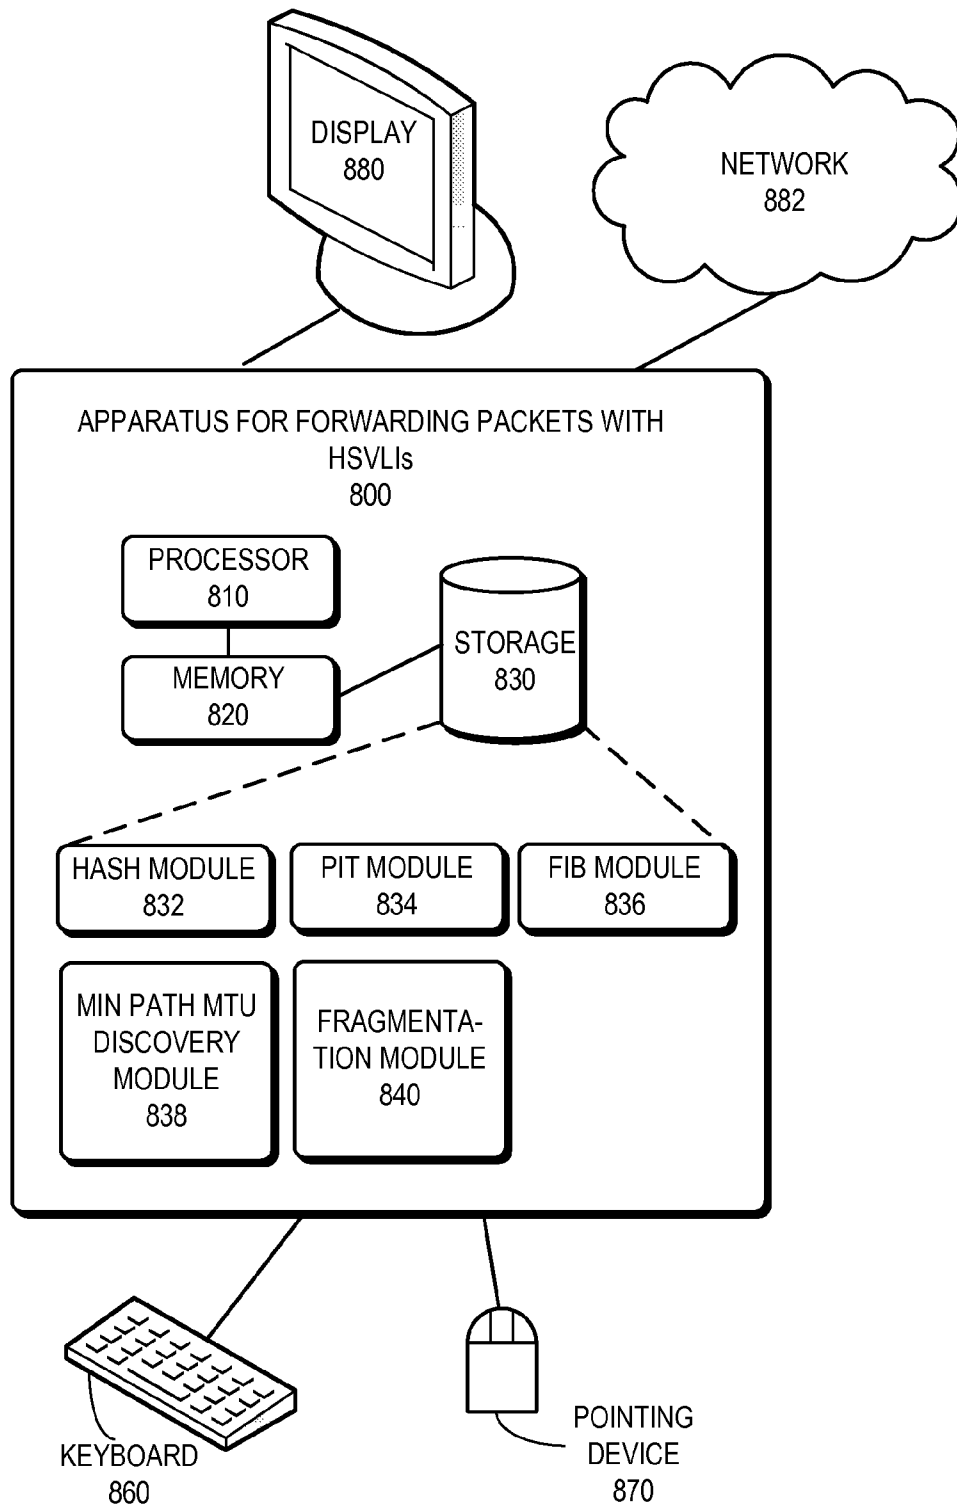 DISPLAY
880
NETWORK
882
APPARATUS FOR FORWARDING PACKETS WITH
HSVLIs
800
PROCESSOR
810
MEMORY
820
STORAGE
830
HASH MODULE
832
PIT MODULE
834
FIB MODULE
836
MIN PATH MTU
DISCOVERY
MODULE
838
FRAGMENTA-
TION MODULE
840
KEYBOARD
860
POINTING
DEVICE
870